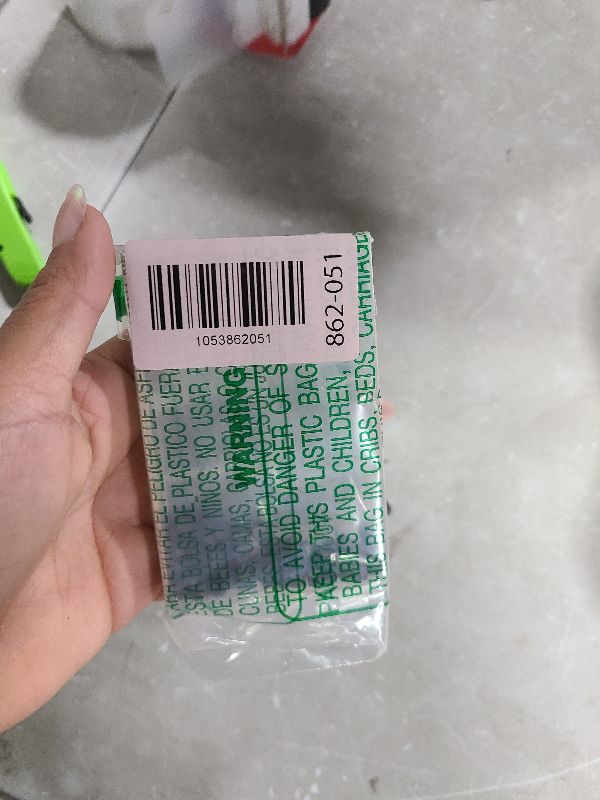 1053862051
862-051
ESTA BOLSA DE PLASTICO FUER
DE BEBES Y NIÑOS. NO USAR E
CUNAS, CAMAS,
WARNING
TO AVOID DANGER OF S
KEEP THIS PLASTIC BAG
BABIES AND CHILDREN,
THIS BAG IN CRIBS, BEDS, CARRIAGE